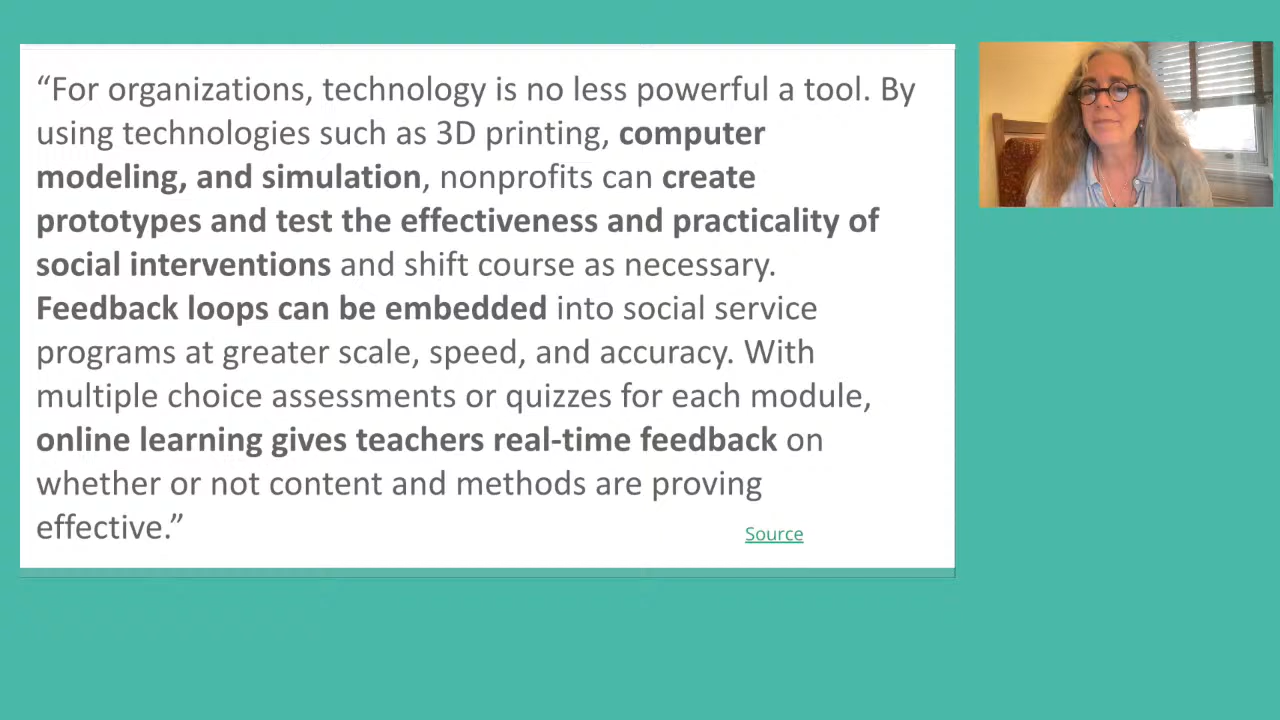 “For organizations, technology is no less powerful a tool. By
using technologies such as 3D printing, computer
modeling, and simulation, nonprofits can create
prototypes and test the effectiveness and practicality of
social interventions and shift course as necessary.
Feedback loops can be embedded into social service
programs at greater scale, speed, and accuracy. With
multiple choice assessments or quizzes for each module,
online learning gives teachers real-time feedback on
whether or not content and methods are proving
effective.”
Source